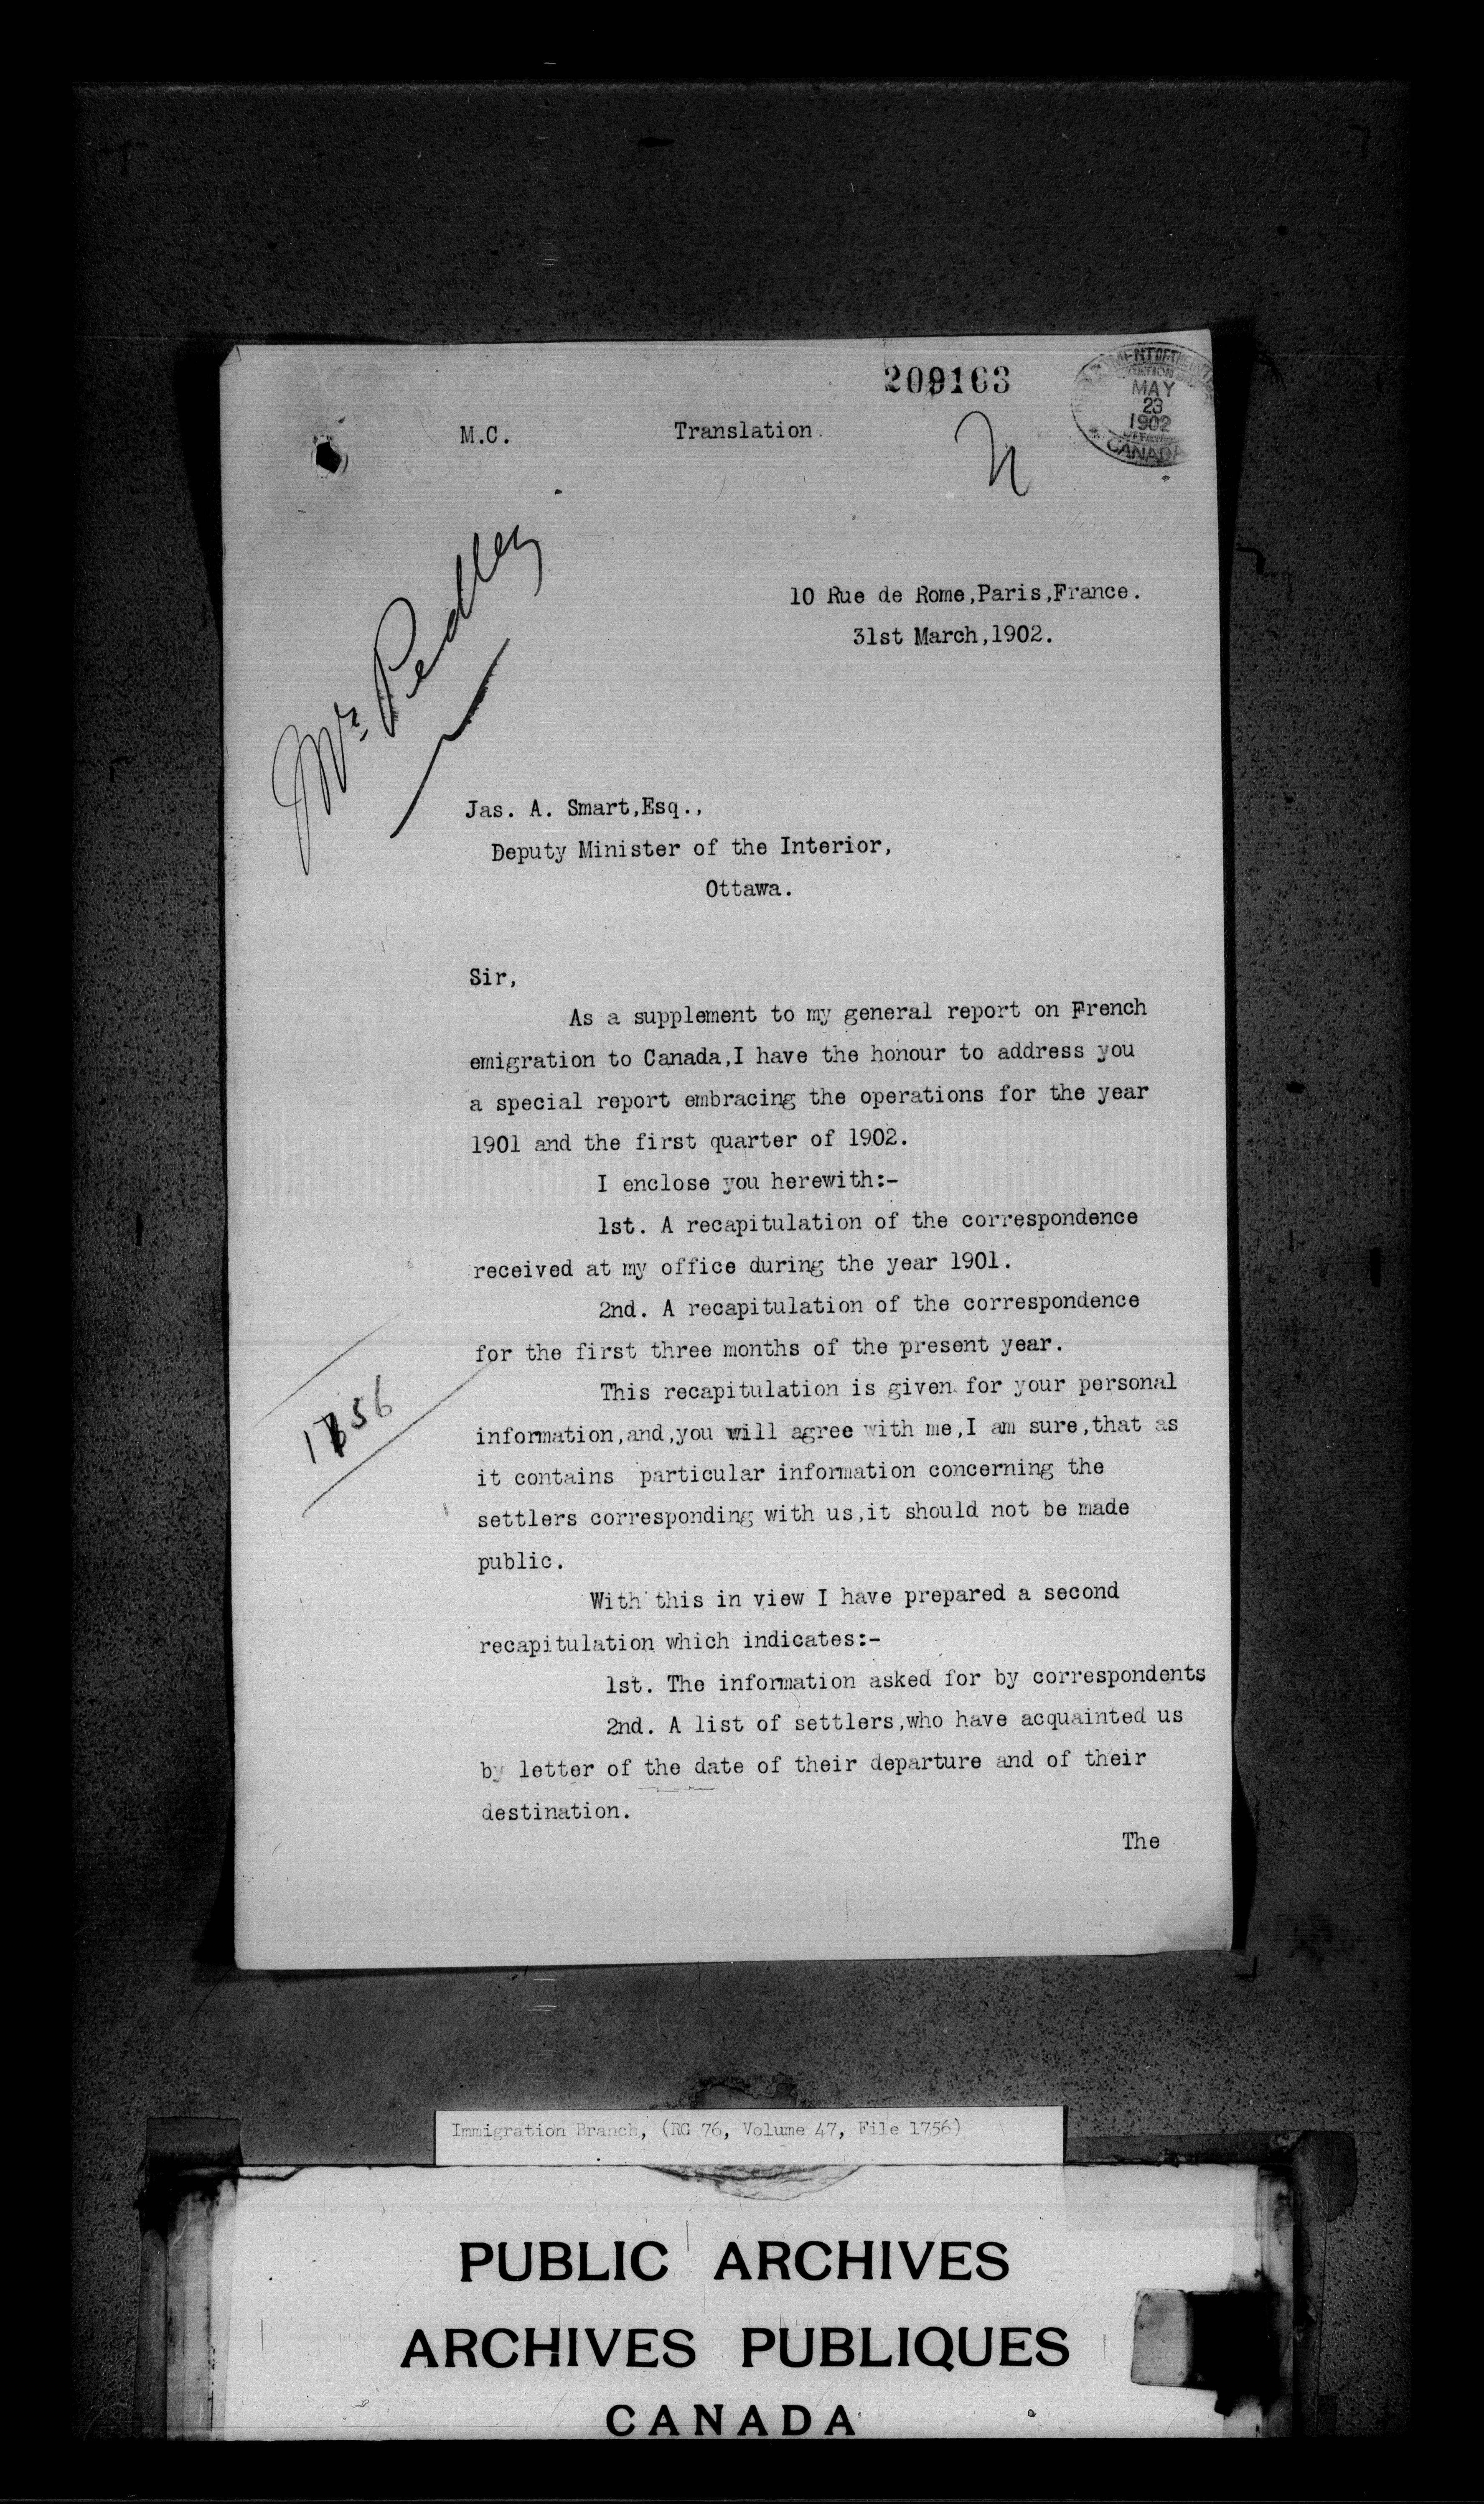 209163
MAY
23
1902
CANADA
M.C. Translation.
Mr. Pedley
10 Rue de Rome,Paris,France.
31st March,1902.
Jas. A. Smart,Esq.,
Deputy Minister of the Interior,
Ottawa.
Sir,
As a supplement to my general report on French
emigration to Canada,I have the honour to address you
a special report embracing the operations for the year
1901 and the first quarter of 1902.
I enclose you herewith:-
1st. A recapitulation of the correspondence
received at my office during the year 1901.
2nd. A recapitulation of the correspondence
for the first three months of the present year.
1756
This recapitulation is given for your personal
information,and,you will agree with me,I am sure,that as
it contains particular information concerning the
settlers corresponding with us,it should not be made
public.
With this in view I have prepared a second
recapitulation which indicates:-
1st. The information asked for by correspondents
2nd. A list of settlers,who have acquainted us
by letter of the date of their departure and of their
destination.
The
Immigration Branch, (RG 76, Volume 47, File 1756)
PUBLIC ARCHIVES
ARCHIVES PUBLIQUES
CANADA